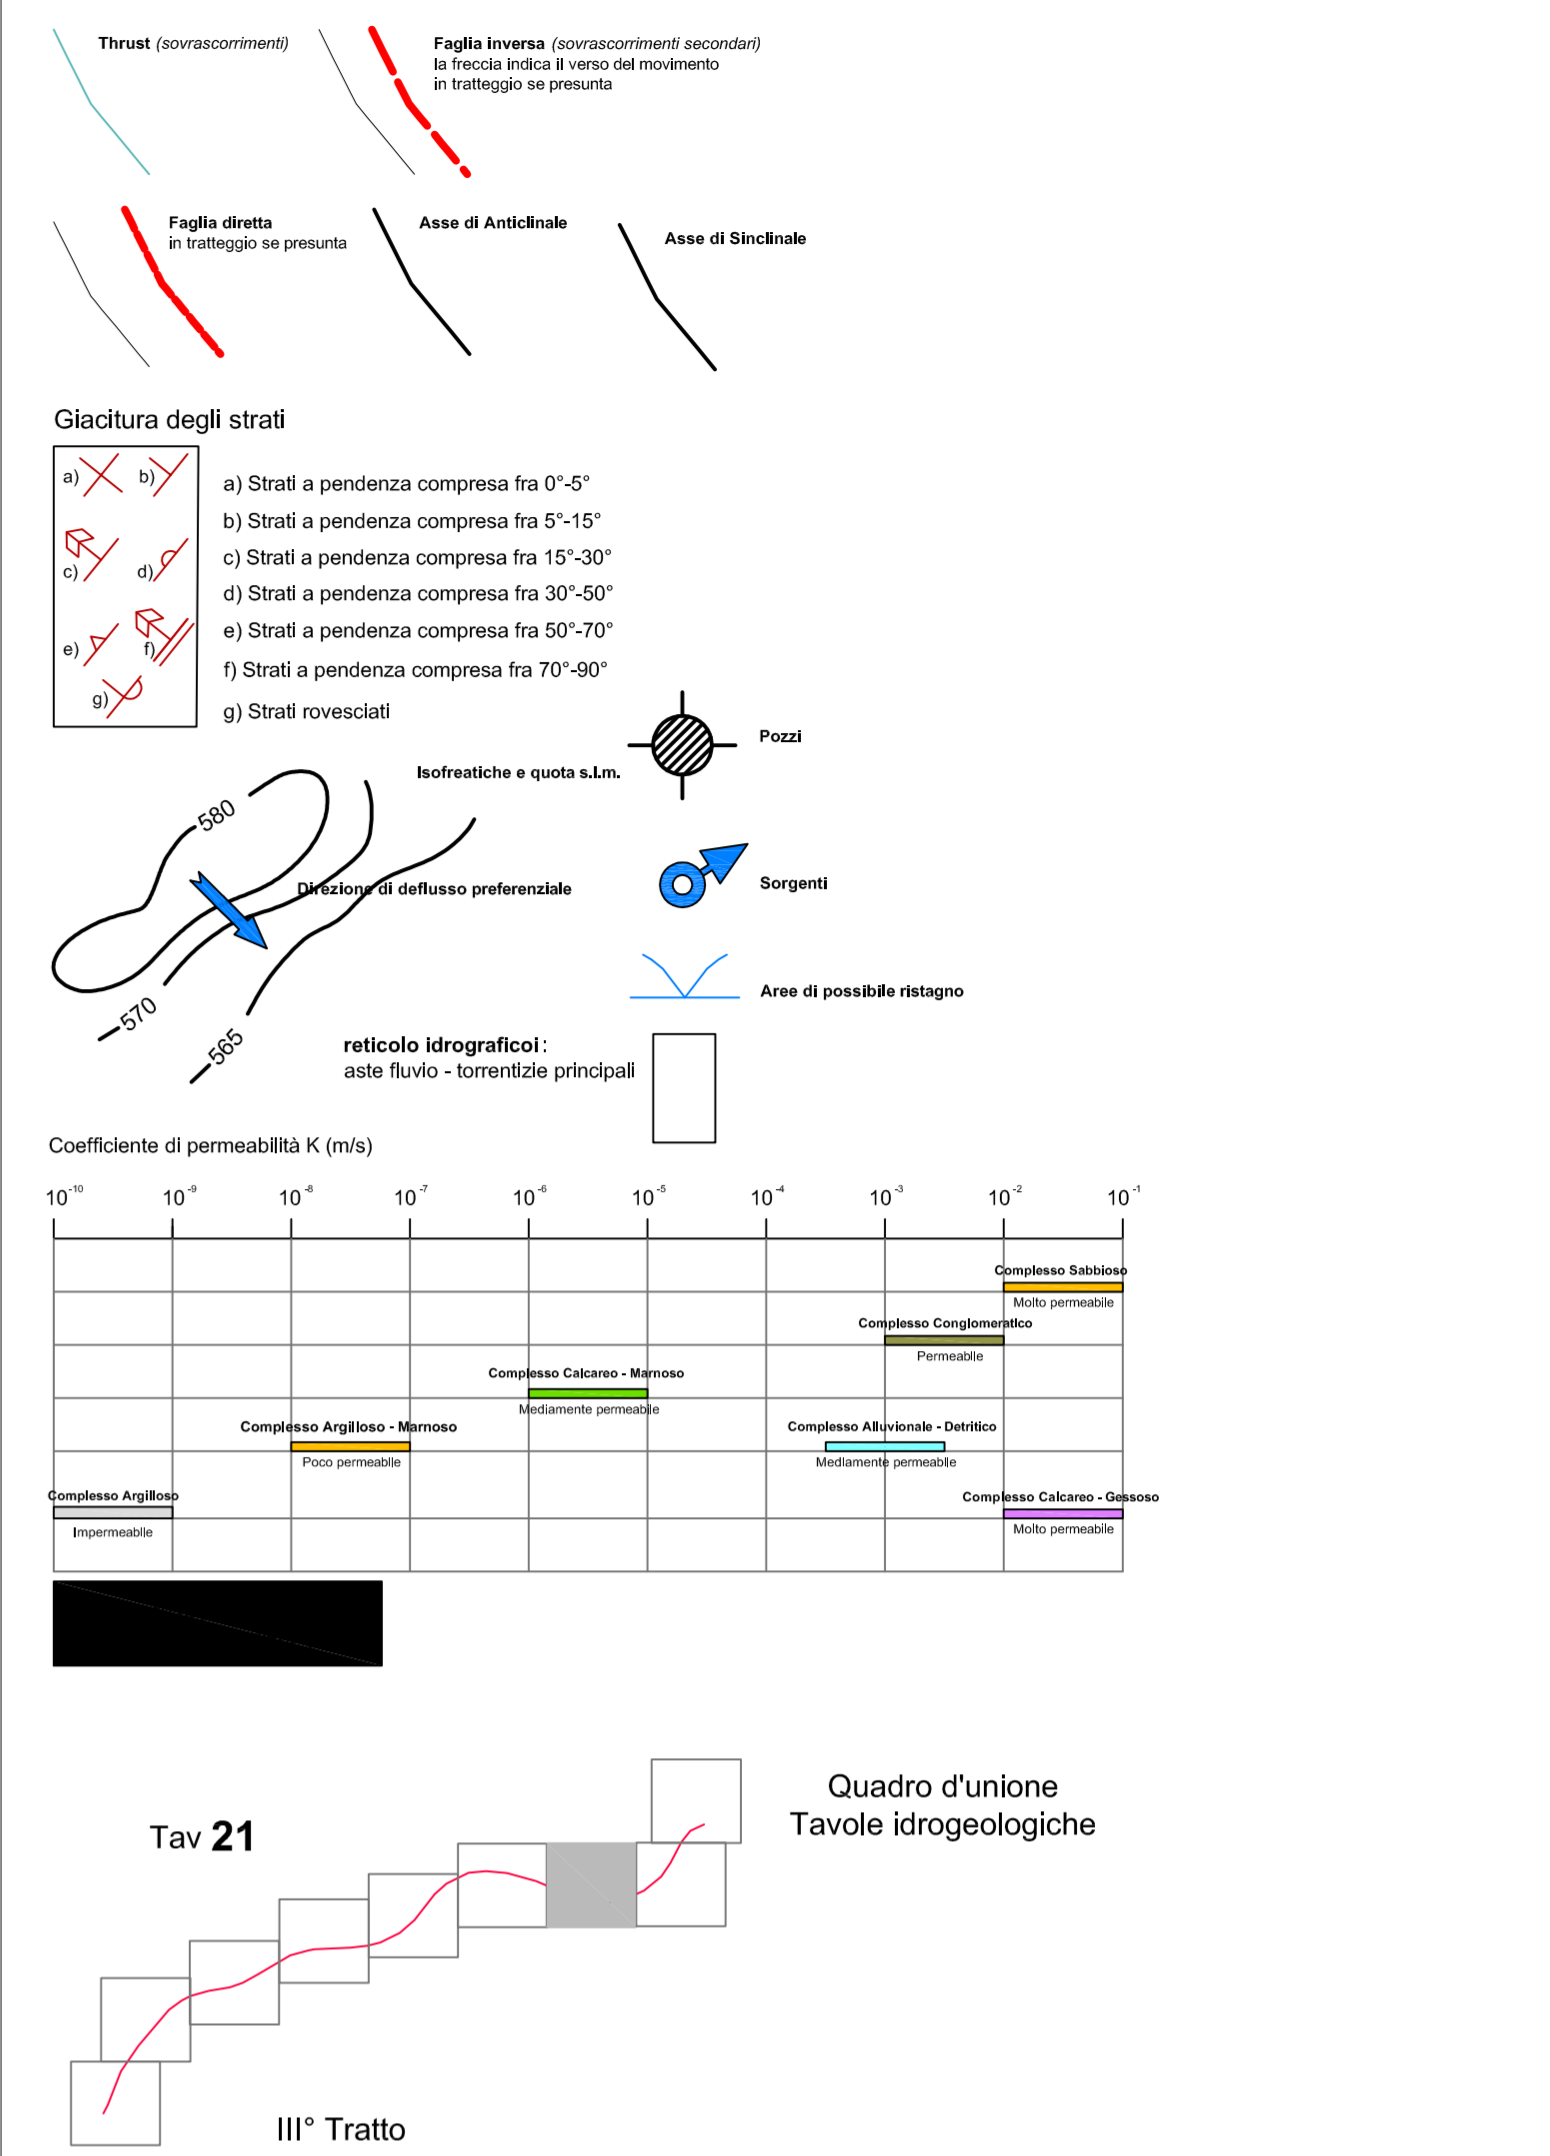 Thrust (sovrascorrimenti)
Faglia inversa (sovrascorrimenti secondari)
la freccia indica il verso del movimento
in tratteggio se presunta
Faglia diretta
in tratteggio se presunta
Asse di Anticlinale
Asse di Sinclinale
Giacitura degli strati
a)
b)
c)
d)
e)
f)
g)
a) Strati a pendenza compresa fra 0°-5°
b) Strati a pendenza compresa fra 5°-15°
c) Strati a pendenza compresa fra 15°-30°
d) Strati a pendenza compresa fra 30°-50°
e) Strati a pendenza compresa fra 50°-70°
f) Strati a pendenza compresa fra 70°-90°
g) Strati rovesciati
Pozzi
Isofreatiche e quota s.l.m.
580
Direzione di deflusso preferenziale
Sorgenti
570
565
Aree di possibile ristagno
reticolo idrograficoi:
aste fluvio - torrentizie principali
Coefficiente di permeabilità K (m/s)
10⁻¹⁰ 10⁻⁹ 10⁻⁸ 10⁻⁷ 10⁻⁶ 10⁻⁵ 10⁻⁴ 10⁻³ 10⁻² 10⁻¹
Complesso Sabbioso
Molto permeabile
Complesso Conglomeratico
Permeabile
Complesso Calcareo - Marnoso
Mediamente permeabile
Complesso Argilloso - Marnoso
Poco permeabile
Complesso Alluvionale - Detritico
Mediamente permeabile
Complesso Argilloso
Impermeabile
Complesso Calcareo - Gessoso
Molto permeabile
Quadro d'unione
Tavole idrogeologiche
Tav 21
III° Tratto